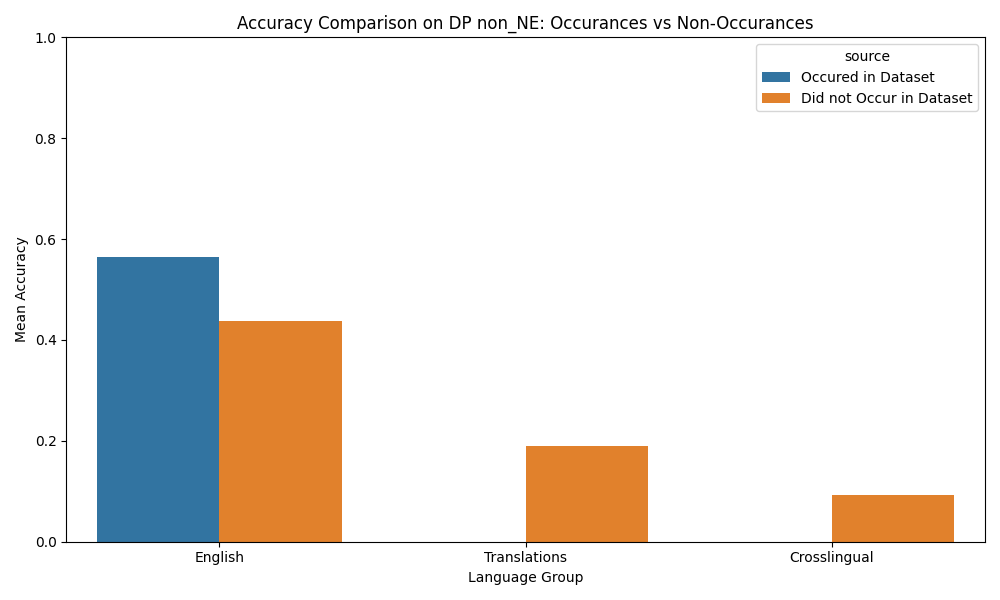 Accuracy Comparison on DP non_NE: Occurances vs Non-Occurances
source
Occured in Dataset
Did not Occur in Dataset
Mean Accuracy
1.0
0.8
0.6
0.4
0.2
0.0
English
Translations
Crosslingual
Language Group